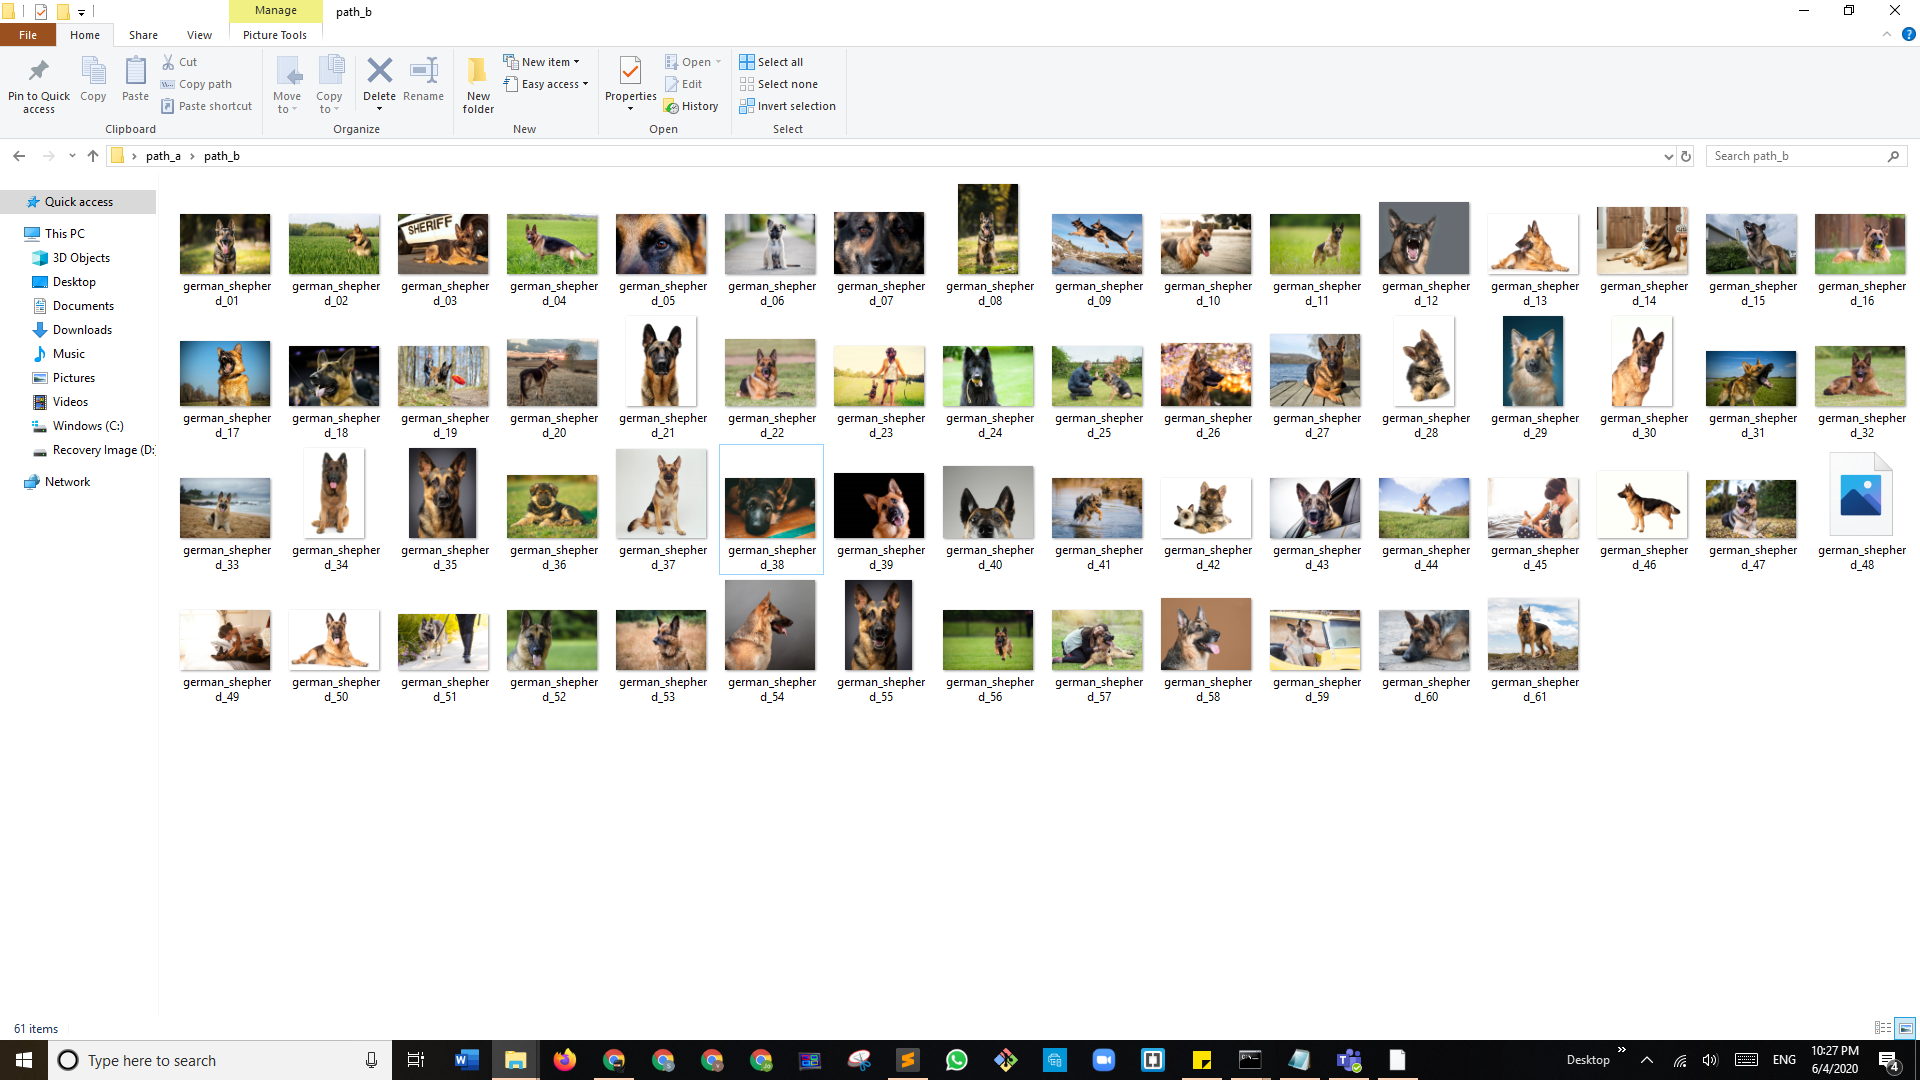 Manage
path_b
File
Home
Share
View
Picture Tools
Pin to Quick access
Copy
Paste
Cut
Copy path
Paste shortcut
Clipboard
Move to
Copy to
Delete
Rename
Organize
New folder
New item
Easy access
New
Properties
Open
Edit
History
Open
Select all
Select none
Invert selection
Select
path_a
path_b
Search path_b
Quick access
This PC
3D Objects
Desktop
Documents
Downloads
Music
Pictures
Videos
Windows (C:)
Recovery Image (D:
Network
SHERIFF
german_shepherd_01
german_shepherd_02
german_shepherd_03
german_shepherd_04
german_shepherd_05
german_shepherd_06
german_shepherd_07
german_shepherd_08
german_shepherd_09
german_shepherd_10
german_shepherd_11
german_shepherd_12
german_shepherd_13
german_shepherd_14
german_shepherd_15
german_shepherd_16
german_shepherd_17
german_shepherd_18
german_shepherd_19
german_shepherd_20
german_shepherd_21
german_shepherd_22
german_shepherd_23
german_shepherd_24
german_shepherd_25
german_shepherd_26
german_shepherd_27
german_shepherd_28
german_shepherd_29
german_shepherd_30
german_shepherd_31
german_shepherd_32
german_shepherd_33
german_shepherd_34
german_shepherd_35
german_shepherd_36
german_shepherd_37
german_shepherd_38
german_shepherd_39
german_shepherd_40
german_shepherd_41
german_shepherd_42
german_shepherd_43
german_shepherd_44
german_shepherd_45
german_shepherd_46
german_shepherd_47
german_shepherd_48
german_shepherd_49
german_shepherd_50
german_shepherd_51
german_shepherd_52
german_shepherd_53
german_shepherd_54
german_shepherd_55
german_shepherd_56
german_shepherd_57
german_shepherd_58
german_shepherd_59
german_shepherd_60
german_shepherd_61
61 items
Type here to search
Desktop
ENG
10:27 PM
6/4/2020
4